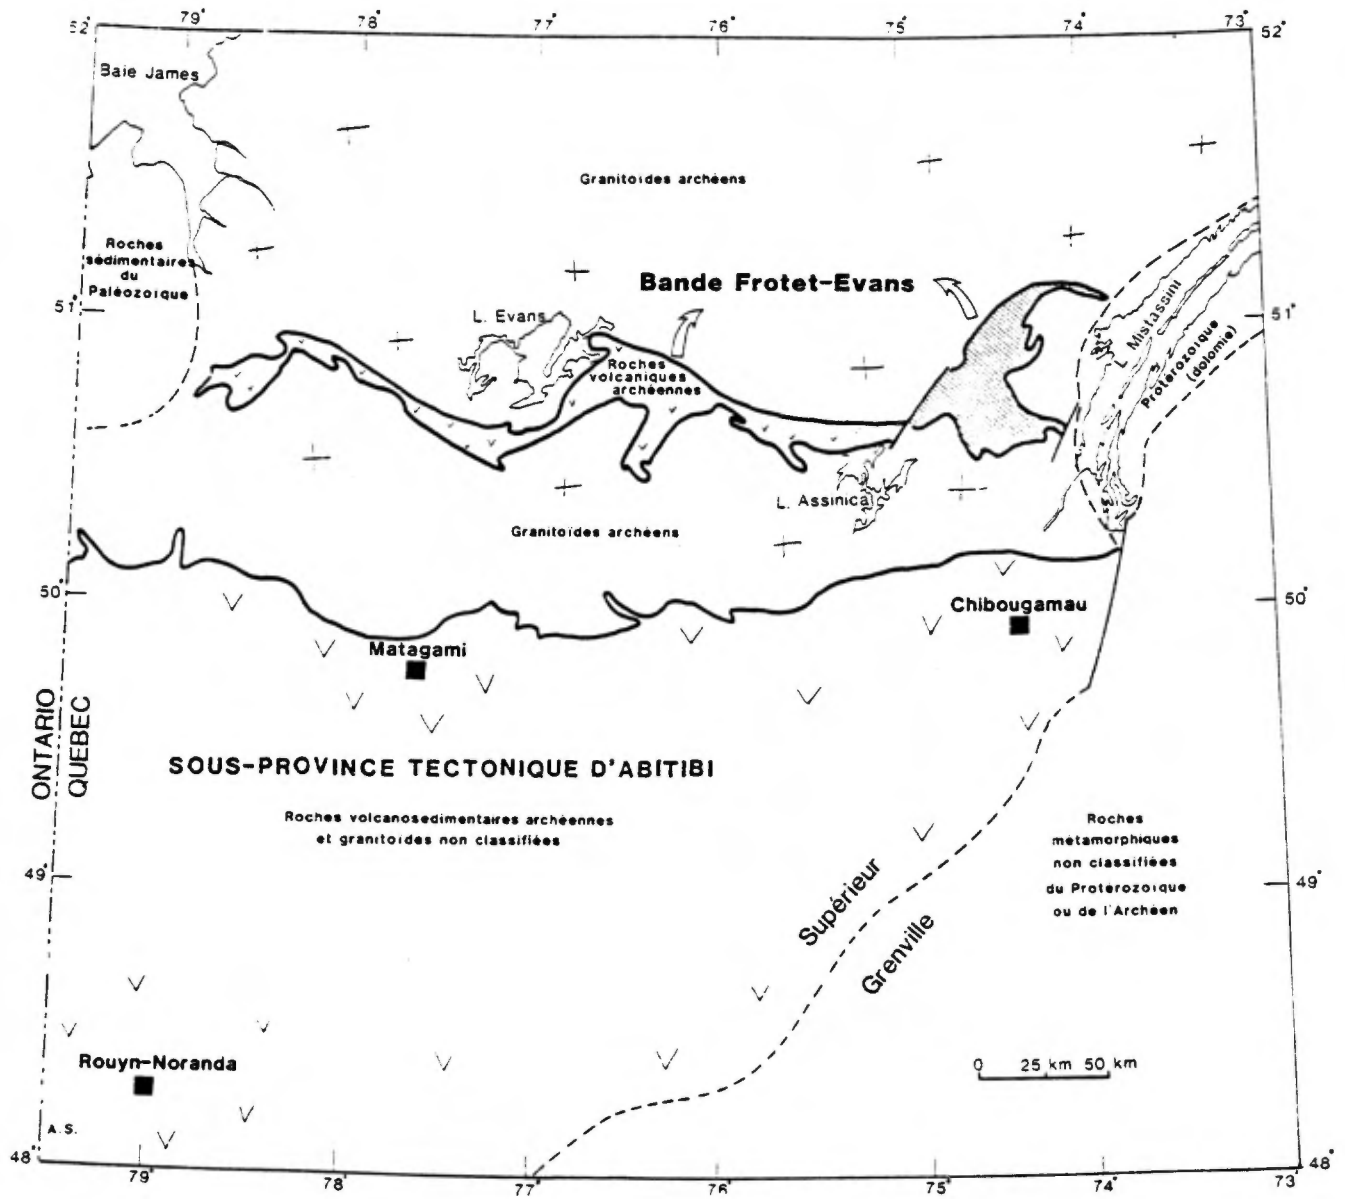 79° 78° 77° 76° 75° 74° 73°
52° 52°
Baie James
Granitoïdes archéens
Roches
sédimentaires
du
Paléozoïque
Bande Frotet-Evans
51° 51°
L. Evans
L. Mistassini
Protérozoïque
(dolomie)
Roches
volcaniques
archéennes
L. Assinica
Granitoïdes archéens
50° 50°
Chibougamau
Matagami
ONTARIO
QUEBEC
SOUS-PROVINCE TECTONIQUE D'ABITIBI
Roches volcanosedimentaires archéennes
et granitoïdes non classifiées
Roches
métamorphiques
non classifiées
du Protérozoïque
ou de l'Archéen
49° 49°
Supérieur
Grenville
Rouyn-Noranda
0 25 km 50 km
A.S.
48° 48°
79° 78° 77° 76° 75° 74° 73°